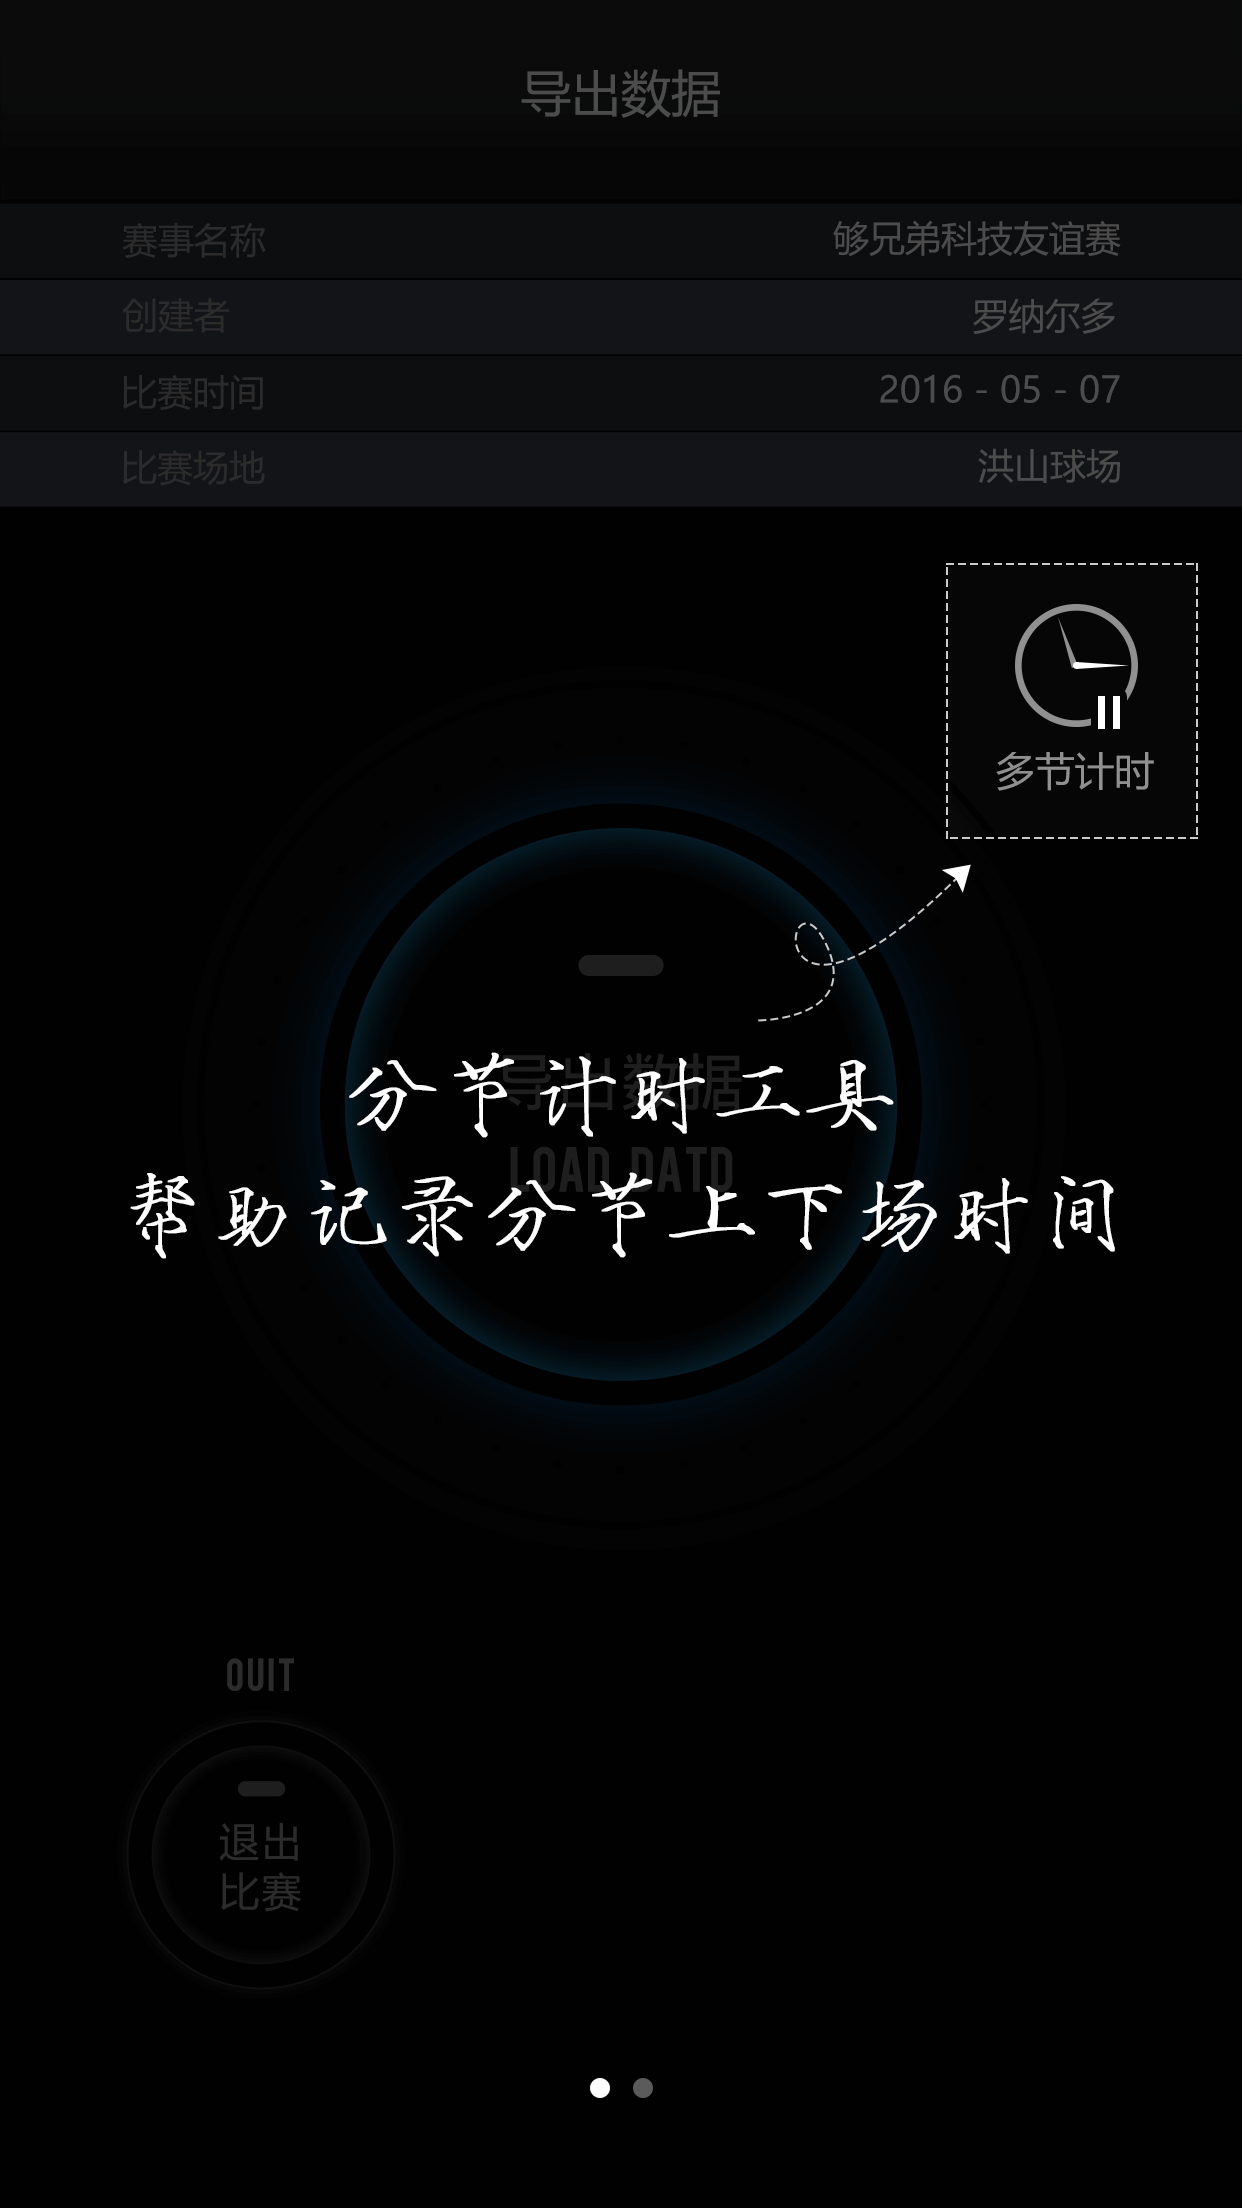 导出数据
赛事名称 够兄弟科技友谊赛
创建者 罗纳尔多
比赛时间 2016 - 05 - 07
比赛场地 洪山球场
多节计时
导出数据
分节计时工具
LOAD DATD
帮助记录分节上下场时间
QUIT
退出
比赛